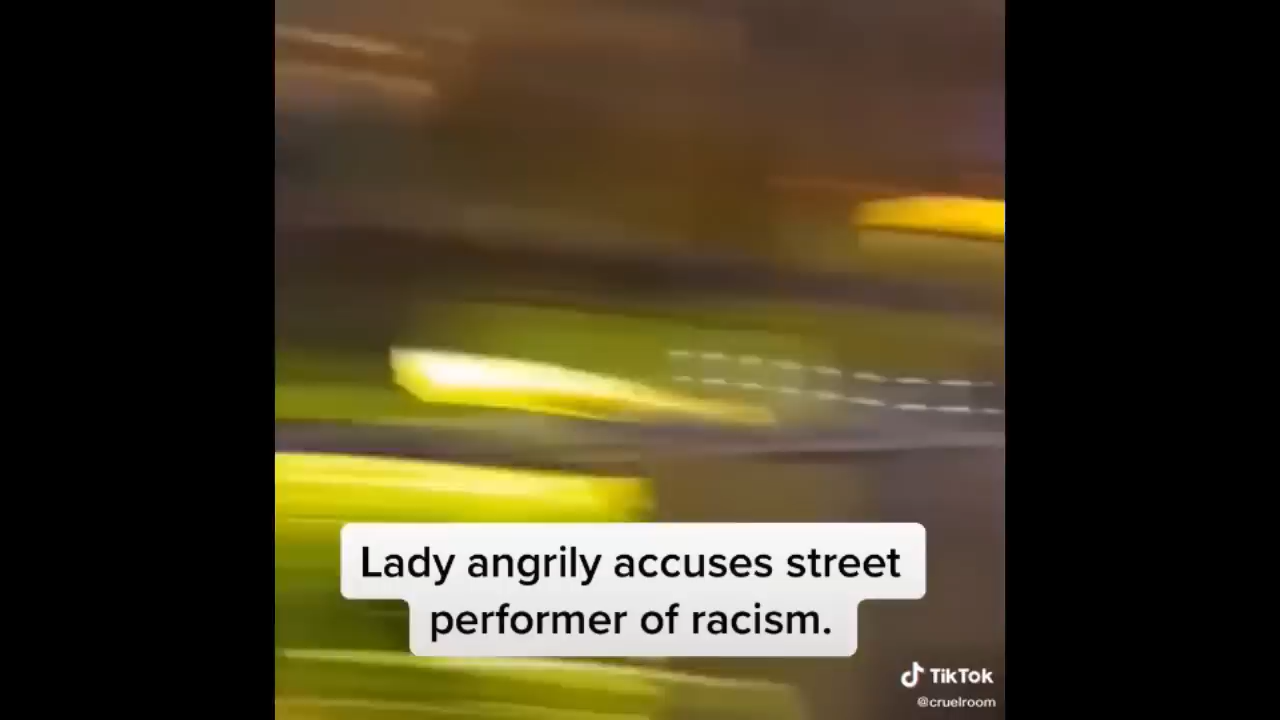 Lady angrily accuses street
performer of racism.
TikTok
@cruelroom